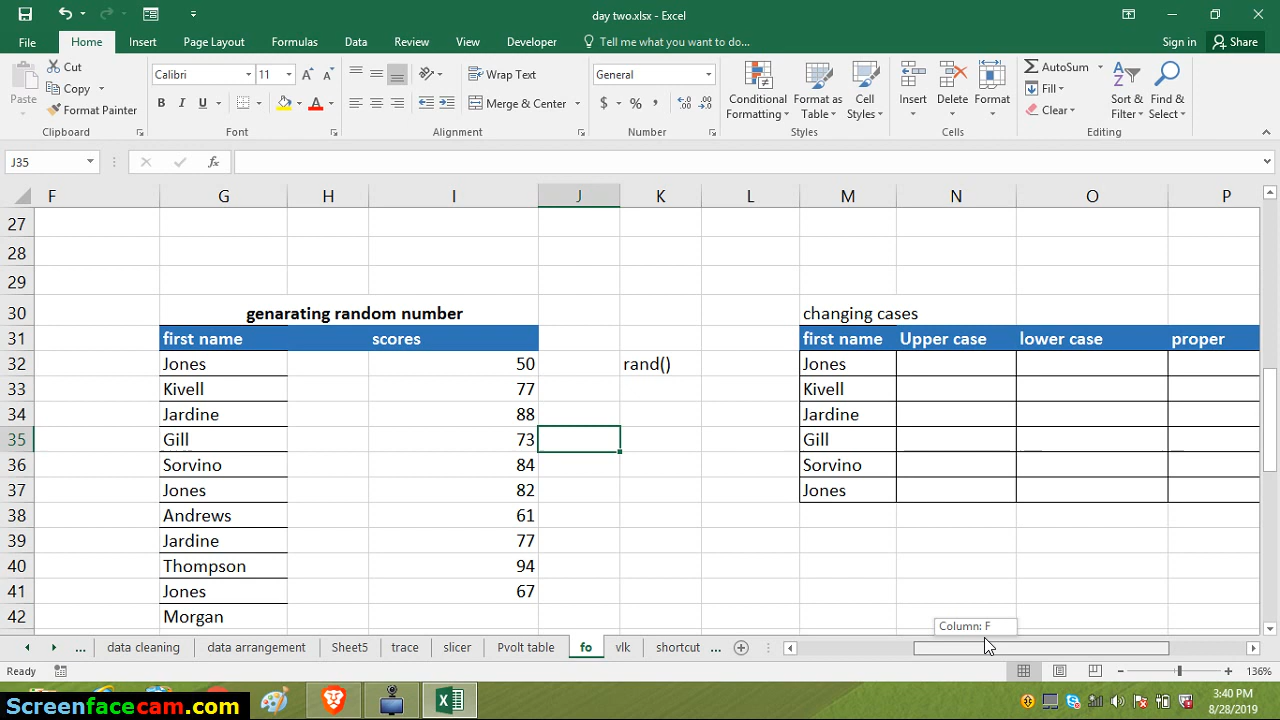 day two.xlsx - Excel
File Home Insert Page Layout Formulas Data Review View Developer Tell me what you want to do... Sign in Share
Paste Cut Copy Format Painter Clipboard
Calibri 11 B I U Font
Wrap Text Merge & Center Alignment
General $ % , Number
Conditional Formatting Format as Table Cell Styles Styles
Insert Delete Format Cells
AutoSum Fill Clear Sort & Filter Find & Select Editing
J35 fx
F G H I J K L M N O P
27
28
29
30 genarating random number changing cases
31 first name scores first name Upper case lower case proper
32 Jones 50 rand() Jones
33 Kivell 77 Kivell
34 Jardine 88 Jardine
35 Gill 73 Gill
36 Sorvino 84 Sorvino
37 Jones 82 Jones
38 Andrews 61
39 Jardine 77
40 Thompson 94
41 Jones 67
42 Morgan
Column: F
... data cleaning data arrangement Sheet5 trace slicer Pvolt table fo vlk shortcut ...
Ready 136%
Screenfacecam.com
3:40 PM
8/28/2019